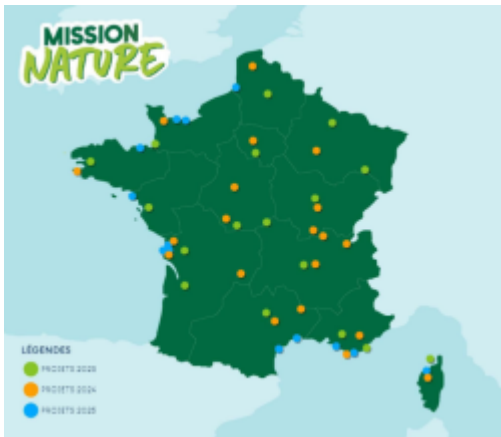 MISSION
NATURE
LÉGENDES
PROJETS 2023
PROJETS 2024
PROJETS 2025